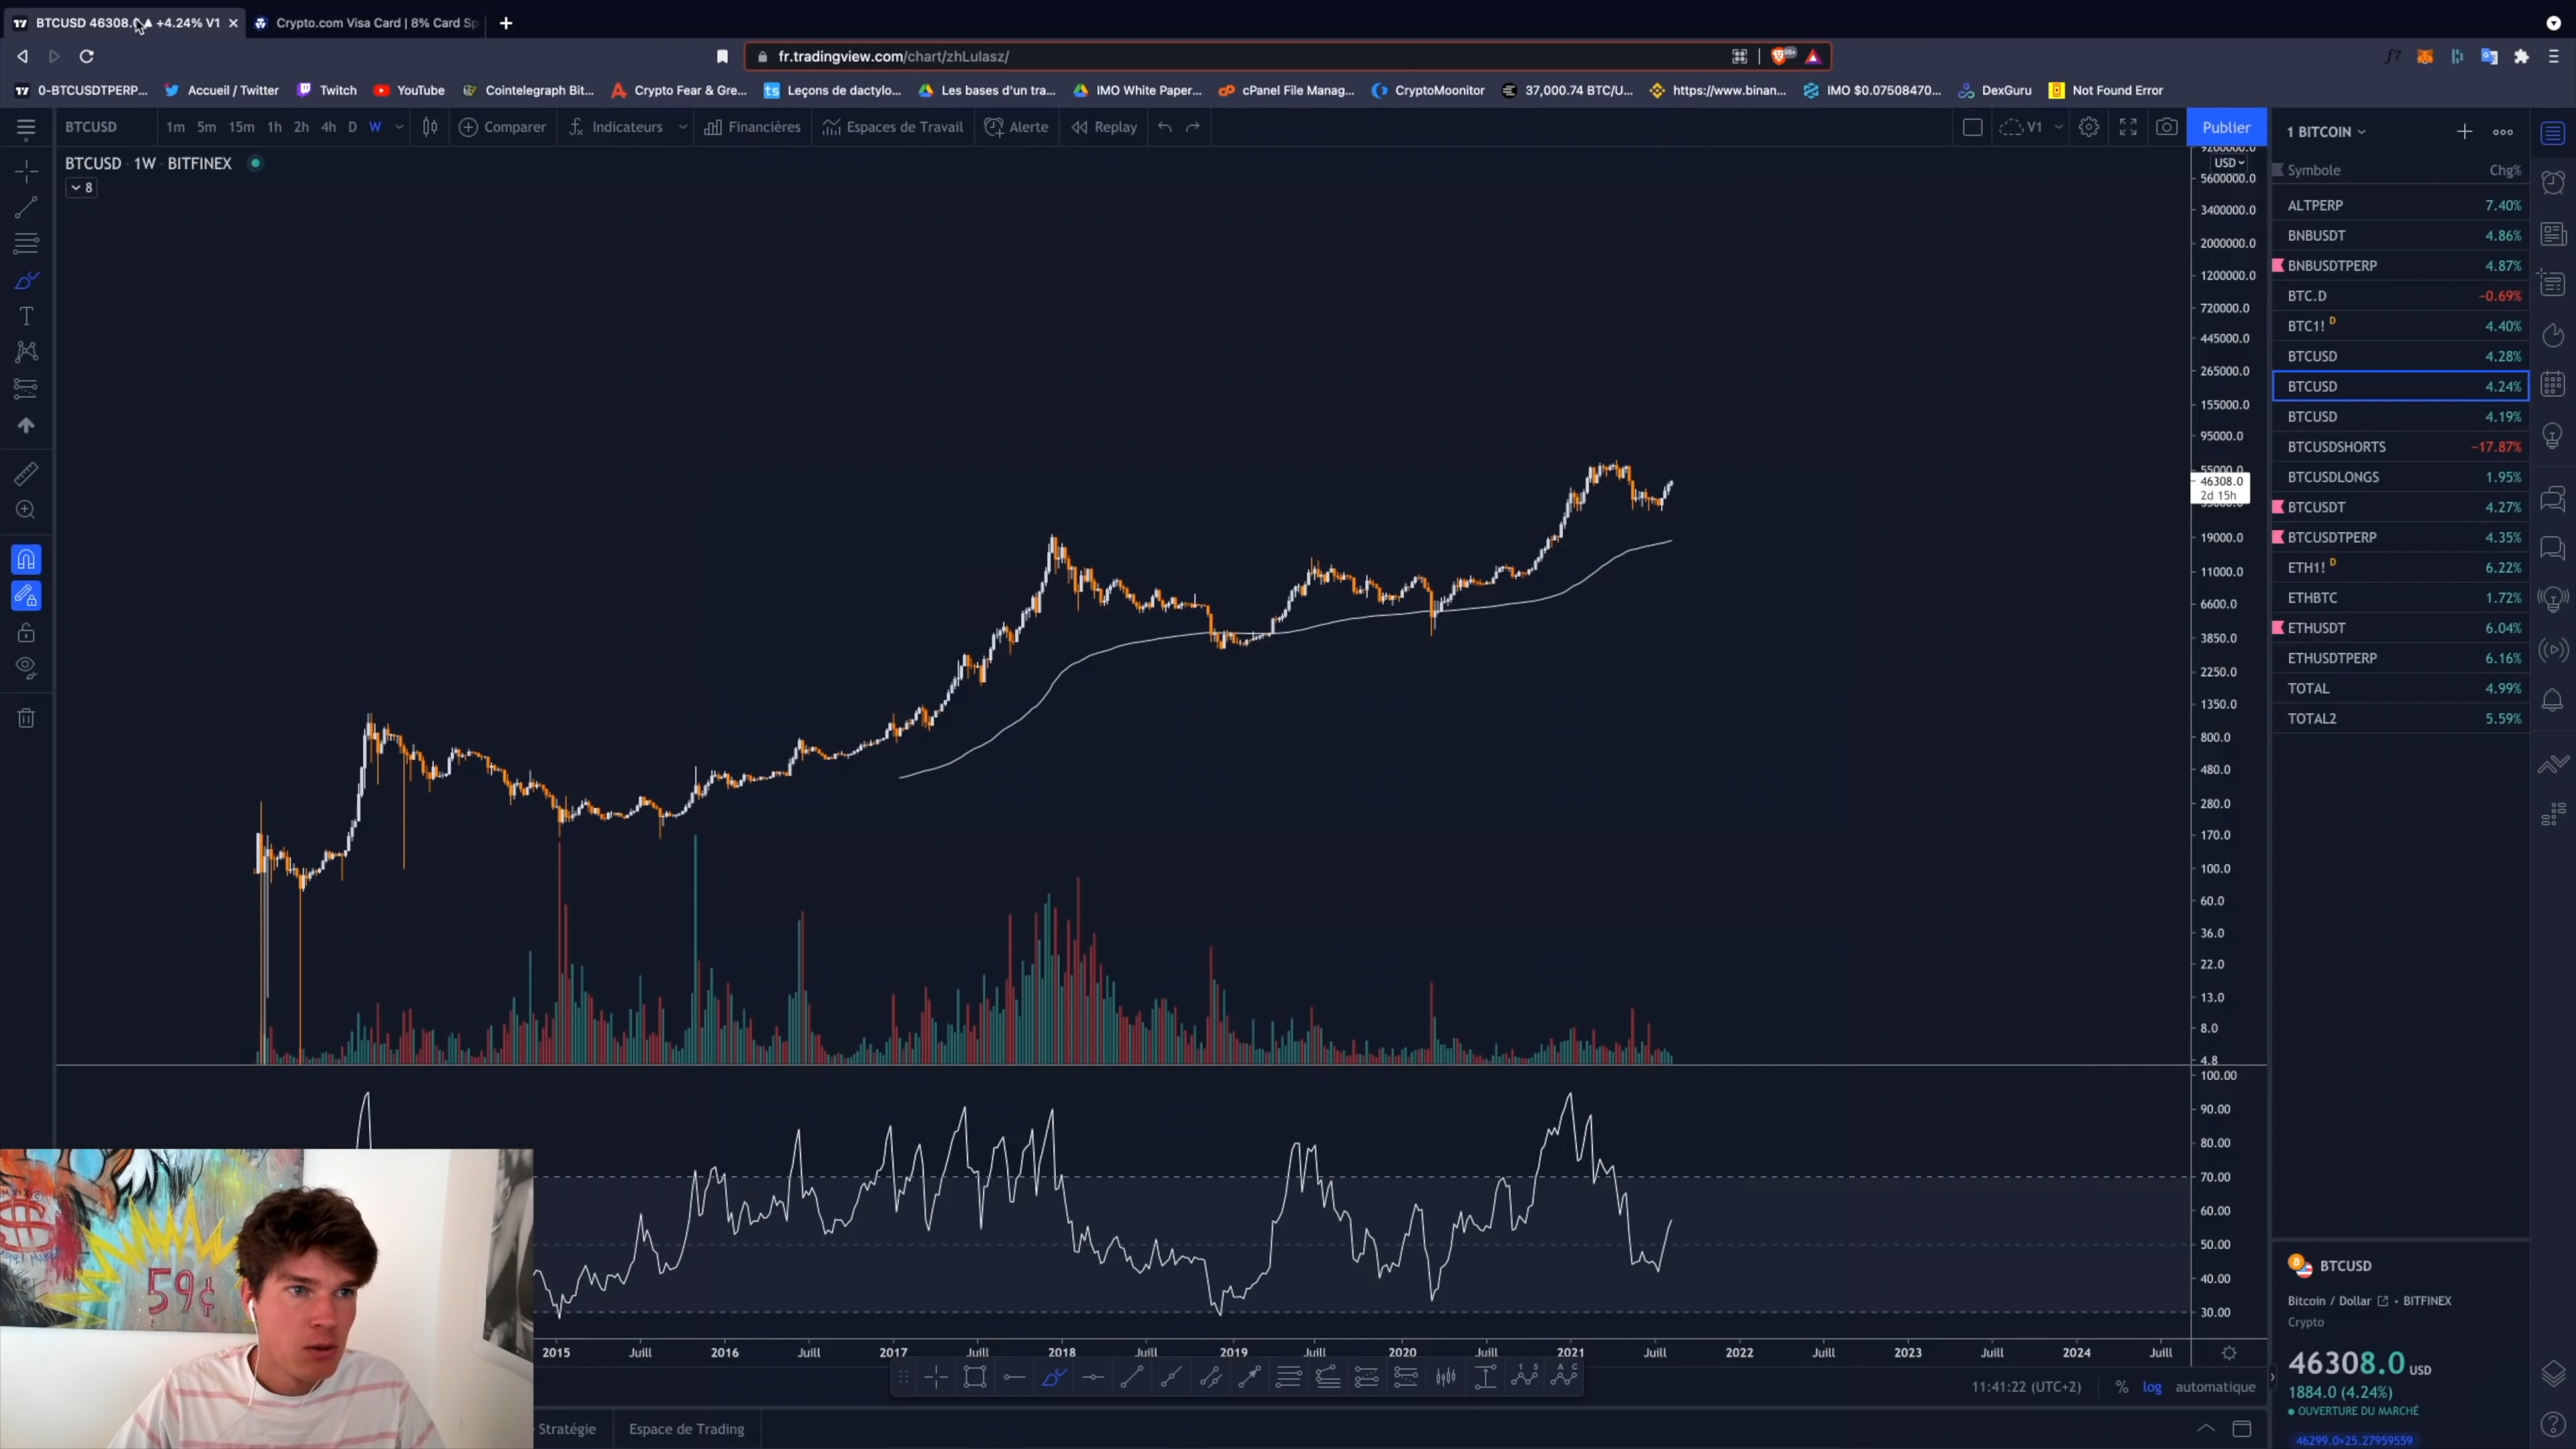 BTCUSD 46308.0 ▲ +4.24% V1
Crypto.com Visa Card | 8% Card Sp
fr.tradingview.com/chart/zhLulasz/
0-BTCUSDTPERP... Accueil / Twitter Twitch YouTube Cointelegraph Bit... Crypto Fear & Gre... Leçons de dactylo... Les bases d'un tra... IMO White Paper... cPanel File Manag... CryptoMoonitor 37,000.74 BTC/U... https://www.binan... IMO $0.07508470... DexGuru Not Found Error
BTCUSD 1m 5m 15m 1h 2h 4h D W Comparer Indicateurs Financières Espaces de Travail Alerte Replay V1 Publier
BTCUSD · 1W · BITFINEX
8
USD
5600000.0
3400000.0
2000000.0
1200000.0
720000.0
445000.0
265000.0
155000.0
95000.0
55000.0
46308.0
2d 15h
19000.0
11000.0
6600.0
3850.0
2250.0
1350.0
800.0
480.0
280.0
170.0
100.0
60.0
36.0
22.0
13.0
8.0
4.8
100.00
90.00
80.00
70.00
60.00
50.00
40.00
30.00
2015 Juill 2016 Juill 2017 Juill 2018 Juill 2019 Juill 2020 Juill 2021 Juill 2022 Juill 2023 Juill 2024 Juill
11:41:22 (UTC+2) % log automatique
Stratégie Espace de Trading
1 BITCOIN
Symbole Chg%
ALTPERP 7.40%
BNBUSDT 4.86%
BNBUSDTPERP 4.87%
BTC.D −0.69%
BTC1! D 4.40%
BTCUSD 4.28%
BTCUSD 4.24%
BTCUSD 4.19%
BTCUSDSHORTS −17.87%
BTCUSDLONGS 1.95%
BTCUSDT 4.27%
BTCUSDTPERP 4.35%
ETH1! D 6.22%
ETHBTC 1.72%
ETHUSDT 6.04%
ETHUSDTPERP 6.16%
TOTAL 4.99%
TOTAL2 5.59%
BTCUSD
Bitcoin / Dollar • BITFINEX
Crypto
46308.0 USD
1884.0 (4.24%)
• OUVERTURE DU MARCHÉ
46299.0×25.27959559
59¢